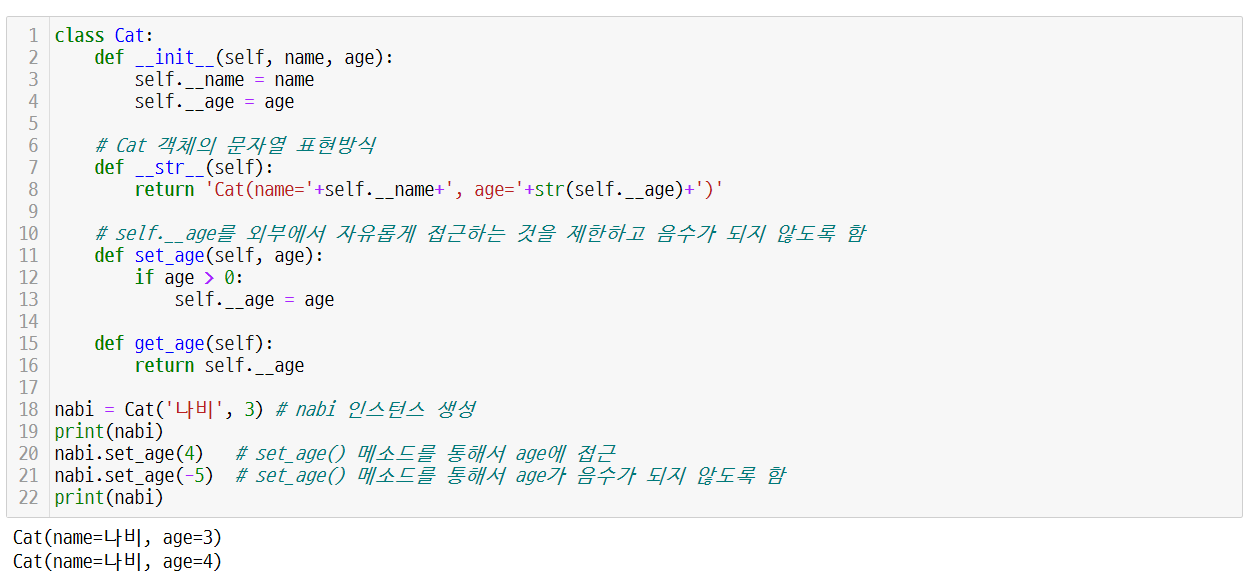 1 class Cat:
2     def __init__(self, name, age):
3         self.__name = name
4         self.__age = age
5
6     # Cat 객체의 문자열 표현방식
7     def __str__(self):
8         return 'Cat(name='+self.__name+', age='+str(self.__age)+')'
9
10     # self.__age를 외부에서 자유롭게 접근하는 것을 제한하고 음수가 되지 않도록 함
11     def set_age(self, age):
12         if age > 0:
13             self.__age = age
14
15     def get_age(self):
16         return self.__age
17
18 nabi = Cat('나비', 3) # nabi 인스턴스 생성
19 print(nabi)
20 nabi.set_age(4)   # set_age() 메소드를 통해서 age에 접근
21 nabi.set_age(-5)  # set_age() 메소드를 통해서 age가 음수가 되지 않도록 함
22 print(nabi)
Cat(name=나비, age=3)
Cat(name=나비, age=4)